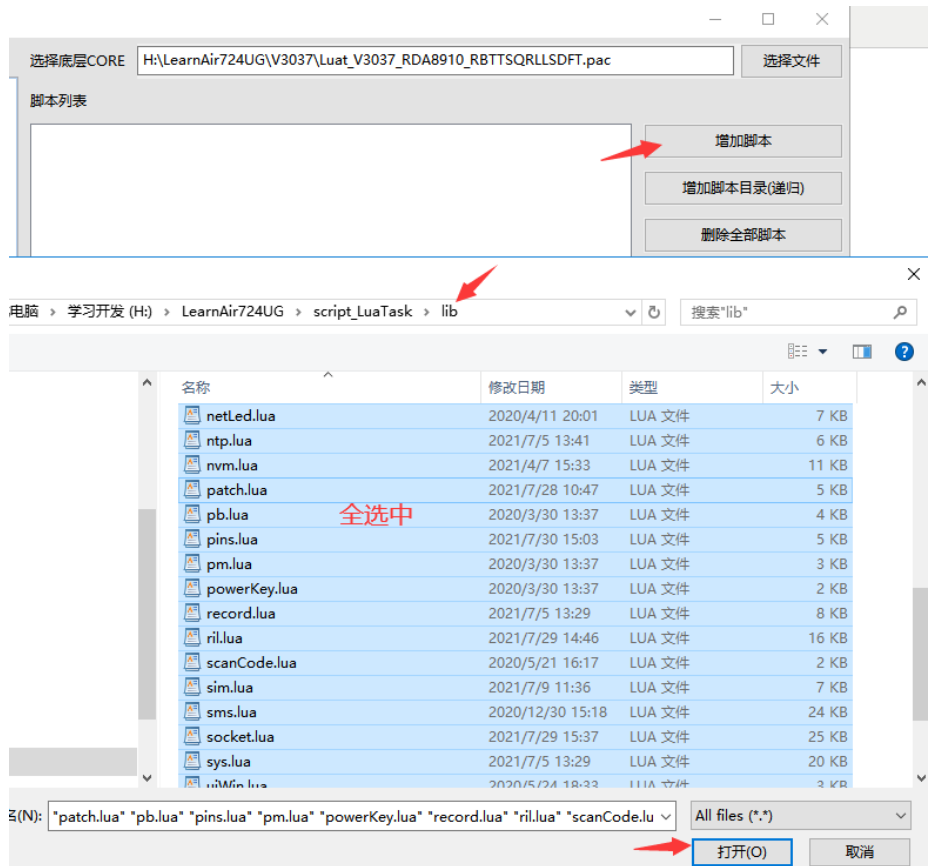 选择底层CORE H:\LearnAir724UG\V3037\Luat_V3037_RDA8910_RBTTSQRLLSDFT.pac 选择文件
脚本列表
增加脚本
增加脚本目录(递归)
删除全部脚本
电脑 › 学习开发 (H:) › LearnAir724UG › script_LuaTask › lib 搜索"lib"
名称 修改日期 类型 大小
netLed.lua 2020/4/11 20:01 LUA 文件 7 KB
ntp.lua 2021/7/5 13:41 LUA 文件 6 KB
nvm.lua 2021/4/7 15:33 LUA 文件 11 KB
patch.lua 2021/7/28 10:47 LUA 文件 5 KB
pb.lua 全选中 2020/3/30 13:37 LUA 文件 4 KB
pins.lua 2021/7/30 15:03 LUA 文件 5 KB
pm.lua 2020/3/30 13:37 LUA 文件 3 KB
powerKey.lua 2020/3/30 13:37 LUA 文件 2 KB
record.lua 2021/7/5 13:29 LUA 文件 8 KB
ril.lua 2021/7/29 14:46 LUA 文件 16 KB
scanCode.lua 2020/5/21 16:17 LUA 文件 2 KB
sim.lua 2021/7/9 11:36 LUA 文件 7 KB
sms.lua 2020/12/30 15:18 LUA 文件 24 KB
socket.lua 2021/7/29 15:37 LUA 文件 25 KB
sys.lua 2021/7/5 13:29 LUA 文件 20 KB
uiWin.lua 2020/5/24 18:33 LUA 文件 3 KB
名(N): "patch.lua" "pb.lua" "pins.lua" "pm.lua" "powerKey.lua" "record.lua" "ril.lua" "scanCode.lu All files (*.*)
打开(O) 取消